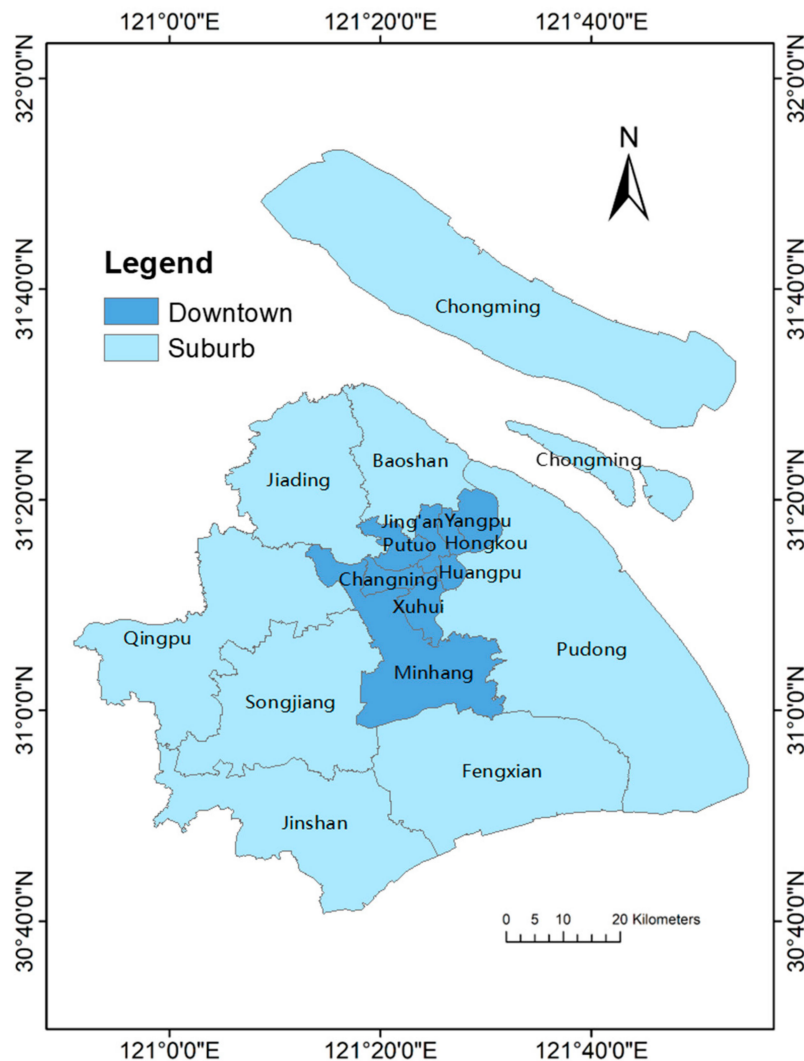 121°0'0"E
121°20'0"E
121°40'0"E
32°0'0"N
32°0'0"N
N
Legend
Downtown
Suburb
31°40'0"N
31°40'0"N
Chongming
Chongming
Baoshan
Jiading
31°20'0"N
31°20'0"N
Jing'an
Yangpu
Putuo
Hongkou
Changning
Huangpu
Xuhui
Qingpu
Pudong
Minhang
Songjiang
31°0'0"N
31°0'0"N
Fengxian
Jinshan
0 5 10 20 Kilometers
30°40'0"N
30°40'0"N
121°0'0"E
121°20'0"E
121°40'0"E